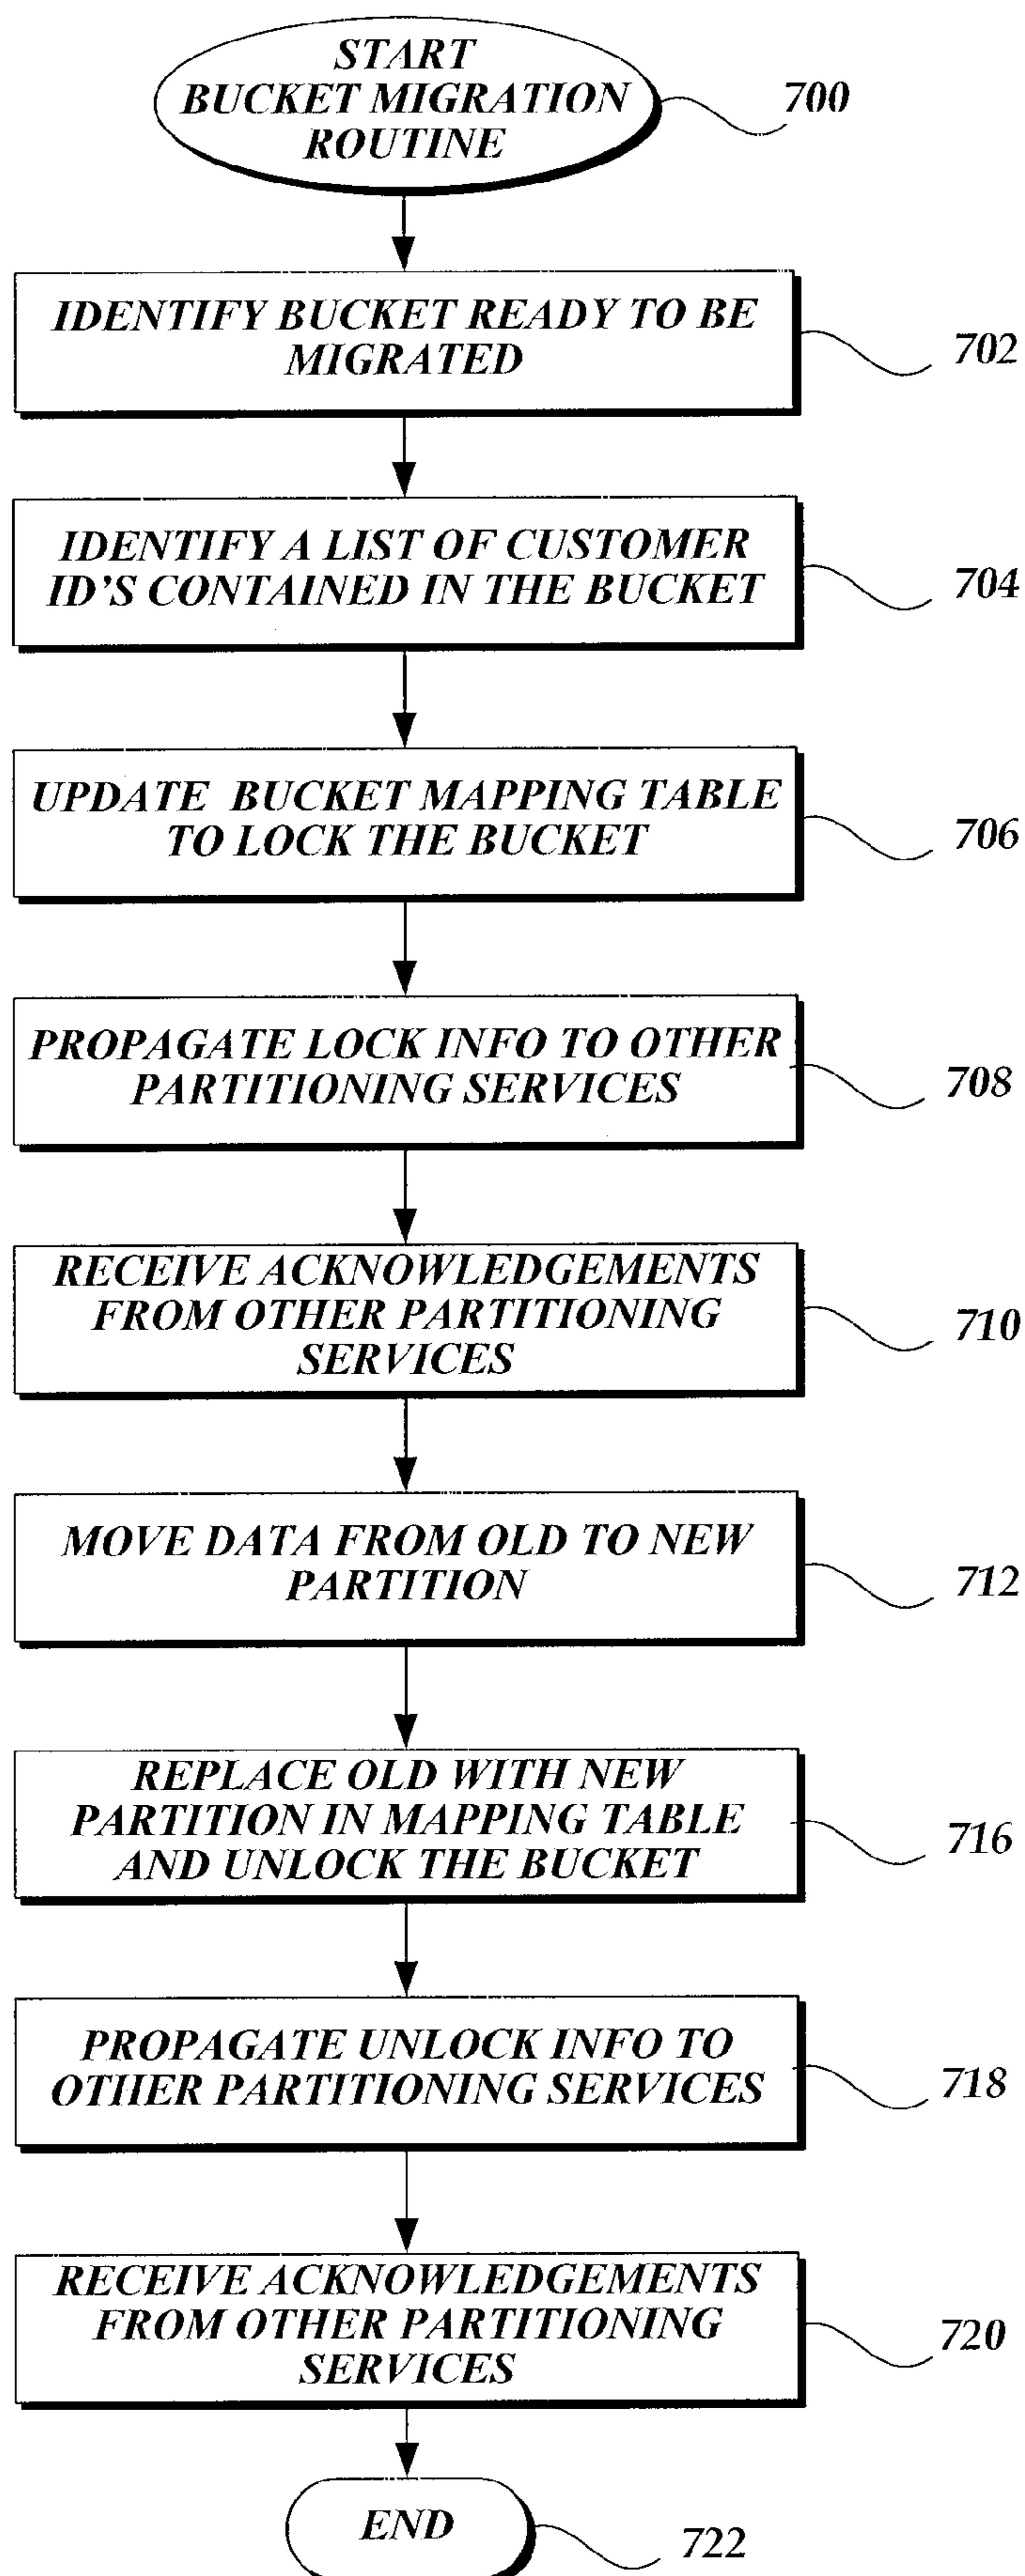 START
BUCKET MIGRATION
ROUTINE
700
IDENTIFY BUCKET READY TO BE
MIGRATED
702
IDENTIFY A LIST OF CUSTOMER
ID'S CONTAINED IN THE BUCKET
704
UPDATE BUCKET MAPPING TABLE
TO LOCK THE BUCKET
706
PROPAGATE LOCK INFO TO OTHER
PARTITIONING SERVICES
708
RECEIVE ACKNOWLEDGEMENTS
FROM OTHER PARTITIONING
SERVICES
710
MOVE DATA FROM OLD TO NEW
PARTITION
712
REPLACE OLD WITH NEW
PARTITION IN MAPPING TABLE
AND UNLOCK THE BUCKET
716
PROPAGATE UNLOCK INFO TO
OTHER PARTITIONING SERVICES
718
RECEIVE ACKNOWLEDGEMENTS
FROM OTHER PARTITIONING
SERVICES
720
END
722